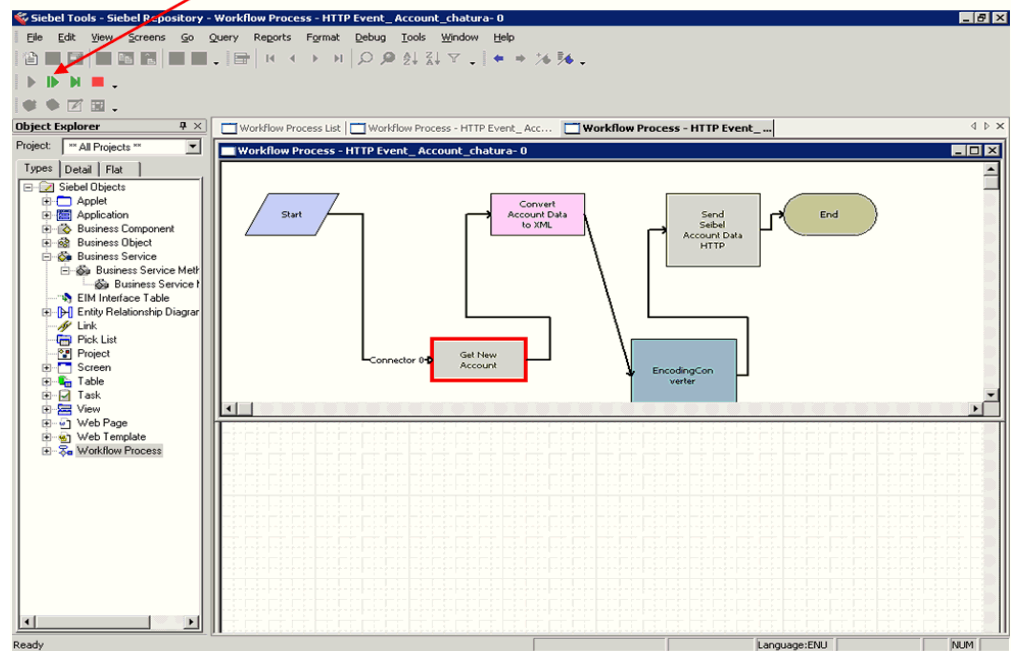 Siebel Tools - Siebel Repository - Workflow Process - HTTP Event_ Account_chatura- 0
File Edit View Screens Go Query Reports Format Debug Tools Window Help
Object Explorer
Project: ** All Projects **
Types Detail Flat
Siebel Objects
Applet
Application
Business Component
Business Object
Business Service
Business Service Meth
Business Service
EIM Interface Table
Entity Relationship Diagrar
Link
Pick List
Project
Screen
Table
Task
View
Web Page
Web Template
Workflow Process
Workflow Process List Workflow Process - HTTP Event_ Acc... Workflow Process - HTTP Event_ ...
Workflow Process - HTTP Event_ Account_chatura- 0
Start
Convert
Account Data
to XML
Send
Seibel
Account Data
HTTP
End
Connector 0
Get New
Account
EncodingCon
verter
Ready
Language:ENU
NUM